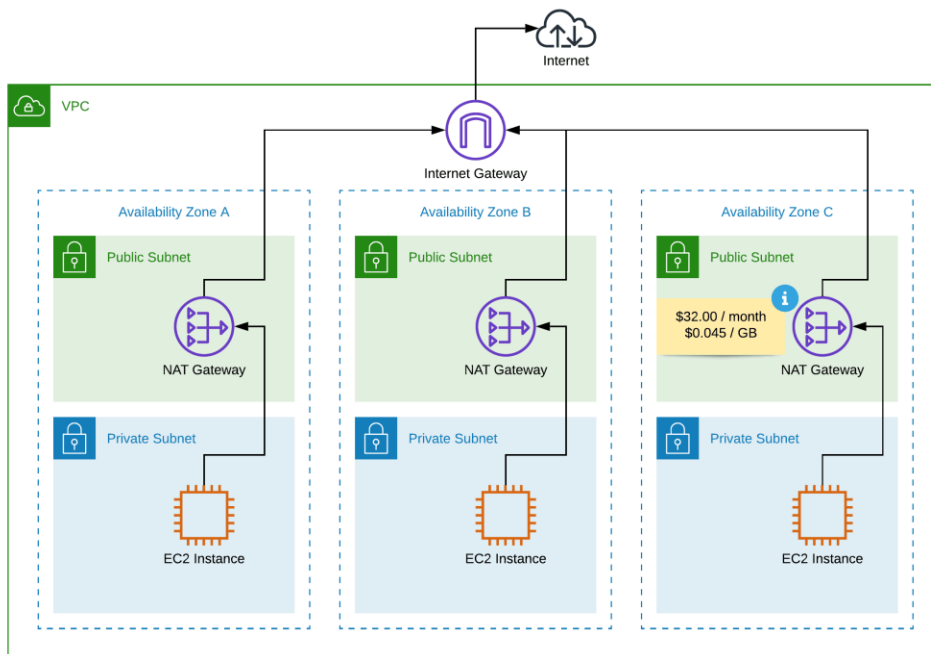 Internet
VPC
Internet Gateway
Availability Zone A
Availability Zone B
Availability Zone C
Public Subnet
Public Subnet
Public Subnet
i
$32.00 / month
$0.045 / GB
NAT Gateway
NAT Gateway
NAT Gateway
Private Subnet
Private Subnet
Private Subnet
EC2 Instance
EC2 Instance
EC2 Instance